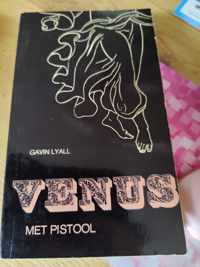 GAVIN LYALL
VENUS
MET PISTOOL